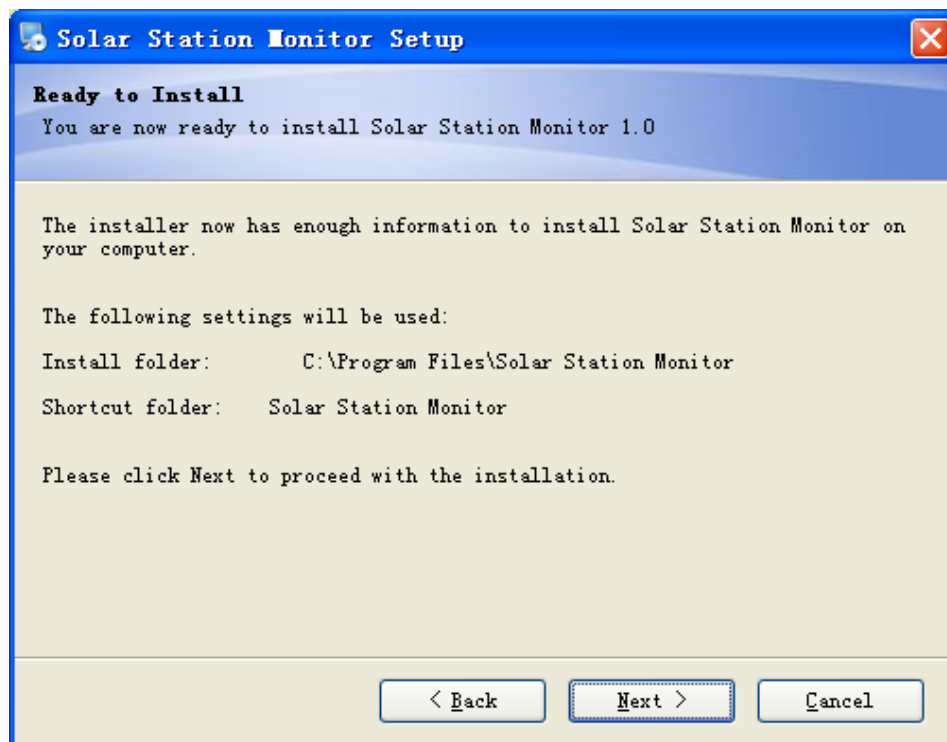 Solar Station Monitor Setup
Ready to Install
You are now ready to install Solar Station Monitor 1.0
The installer now has enough information to install Solar Station Monitor on
your computer.
The following settings will be used:
Install folder: C:\Program Files\Solar Station Monitor
Shortcut folder: Solar Station Monitor
Please click Next to proceed with the installation.
< Back Next > Cancel